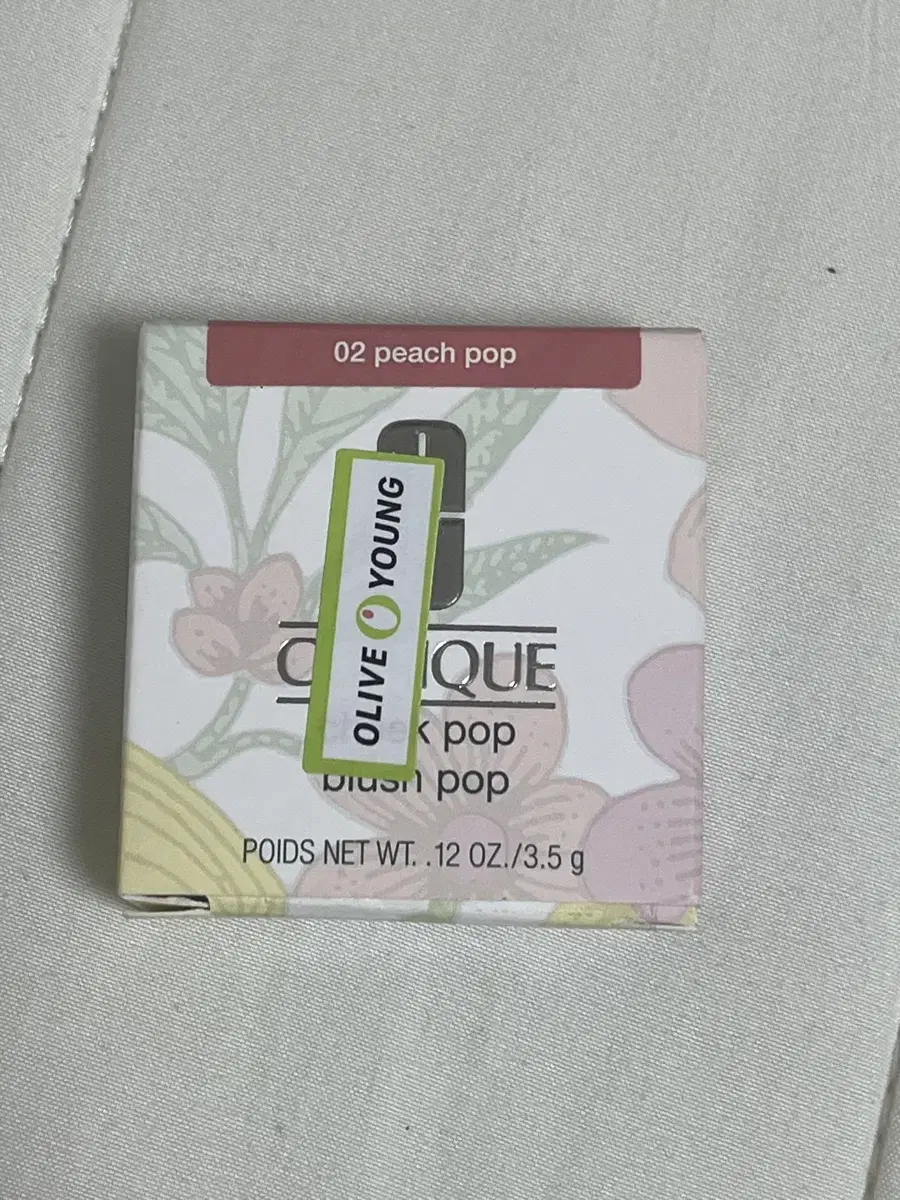 02 peach pop
OLIVE YOUNG
pop
blush pop
POIDS NET WT. .12 OZ./3.5 g